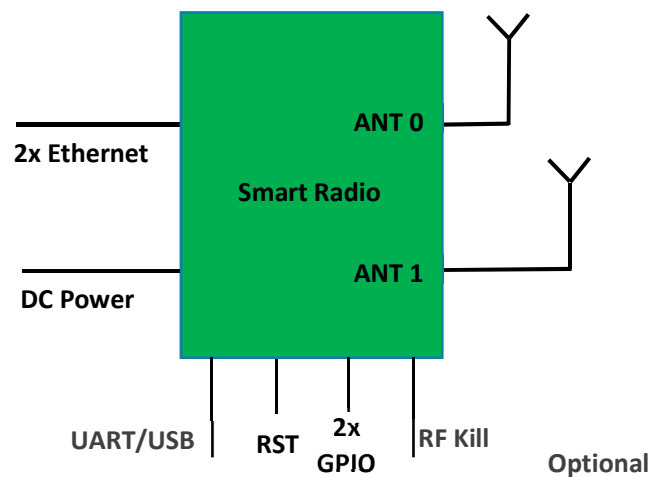 ANT 0
2x Ethernet
Smart Radio
ANT 1
DC Power
UART/USB
RST
2x
GPIO
RF Kill
Optional